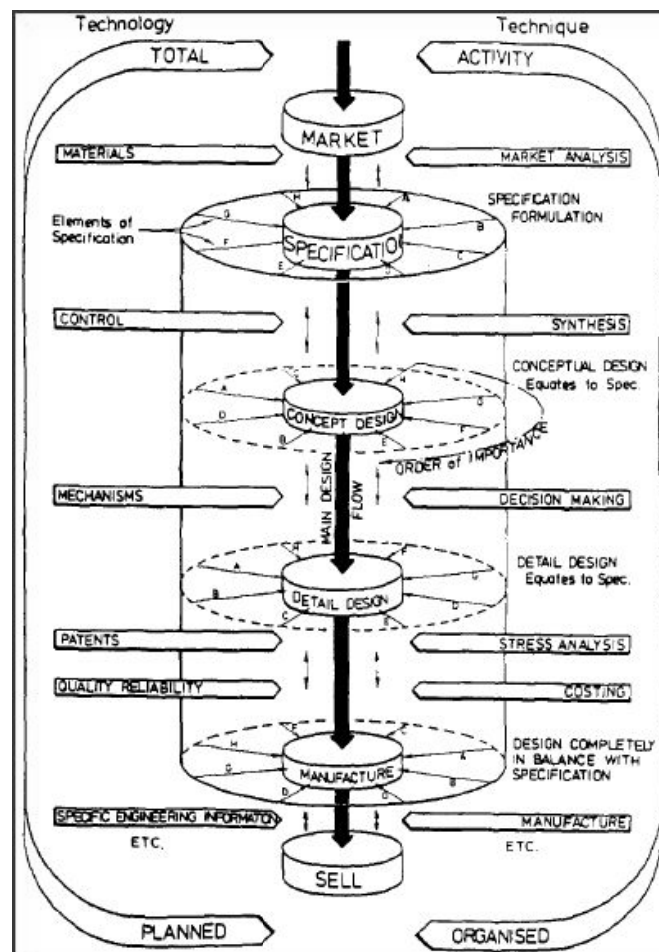 Technology
Technique
TOTAL
ACTIVITY
MARKET
MATERIALS
MARKET ANALYSIS
SPECIFICATION
FORMULATION
H
A
G
B
Elements of
Specification
F
C
E
SPECIFICATION
CONTROL
SYNTHESIS
CONCEPTUAL DESIGN
Equates to Spec.
H
A
G
D
F
B
E
CONCEPT DESIGN
ORDER of IMPORTANCE
MAIN DESIGN
FLOW
MECHANISMS
DECISION MAKING
DETAIL DESIGN
Equates to Spec.
H
F
A
G
B
D
C
E
DETAIL DESIGN
PATENTS
STRESS ANALYSIS
QUALITY RELIABILITY
COSTING
DESIGN COMPLETELY
IN BALANCE WITH
SPECIFICATION
F
C
H
A
G
B
D
MANUFACTURE
SPECIFIC ENGINEERING INFORMATION
MANUFACTURE
ETC.
ETC.
SELL
PLANNED
ORGANISED